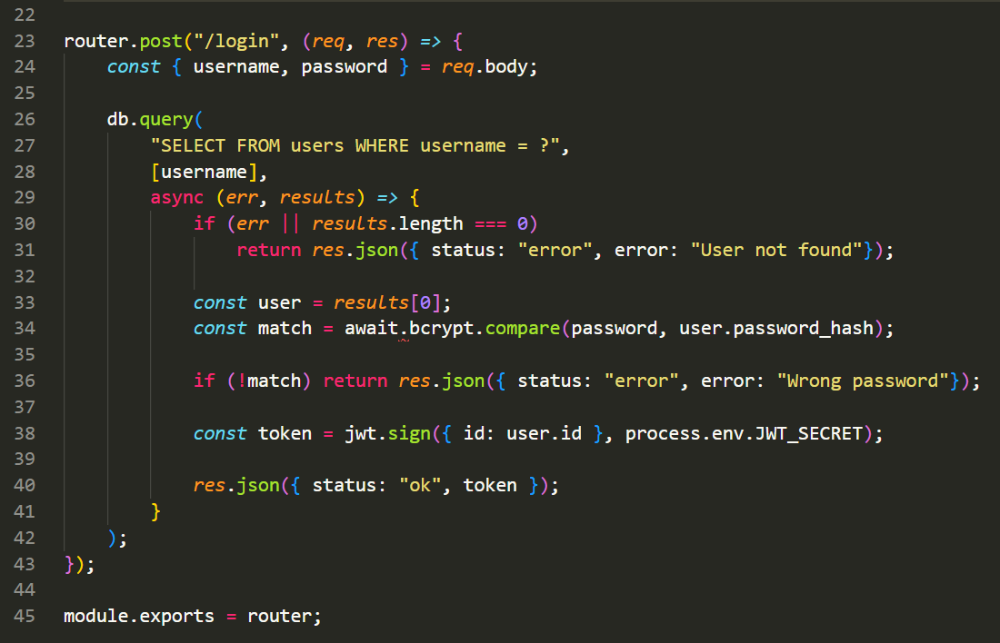 22
23 router.post("/login", (req, res) => {
24     const { username, password } = req.body;
25
26     db.query(
27         "SELECT FROM users WHERE username = ?",
28         [username],
29         async (err, results) => {
30             if (err || results.length === 0)
31                 return res.json({ status: "error", error: "User not found"});
32
33             const user = results[0];
34             const match = await.bcrypt.compare(password, user.password_hash);
35
36             if (!match) return res.json({ status: "error", error: "Wrong password"});
37
38             const token = jwt.sign({ id: user.id }, process.env.JWT_SECRET);
39
40             res.json({ status: "ok", token });
41         }
42     );
43 });
44
45 module.exports = router;